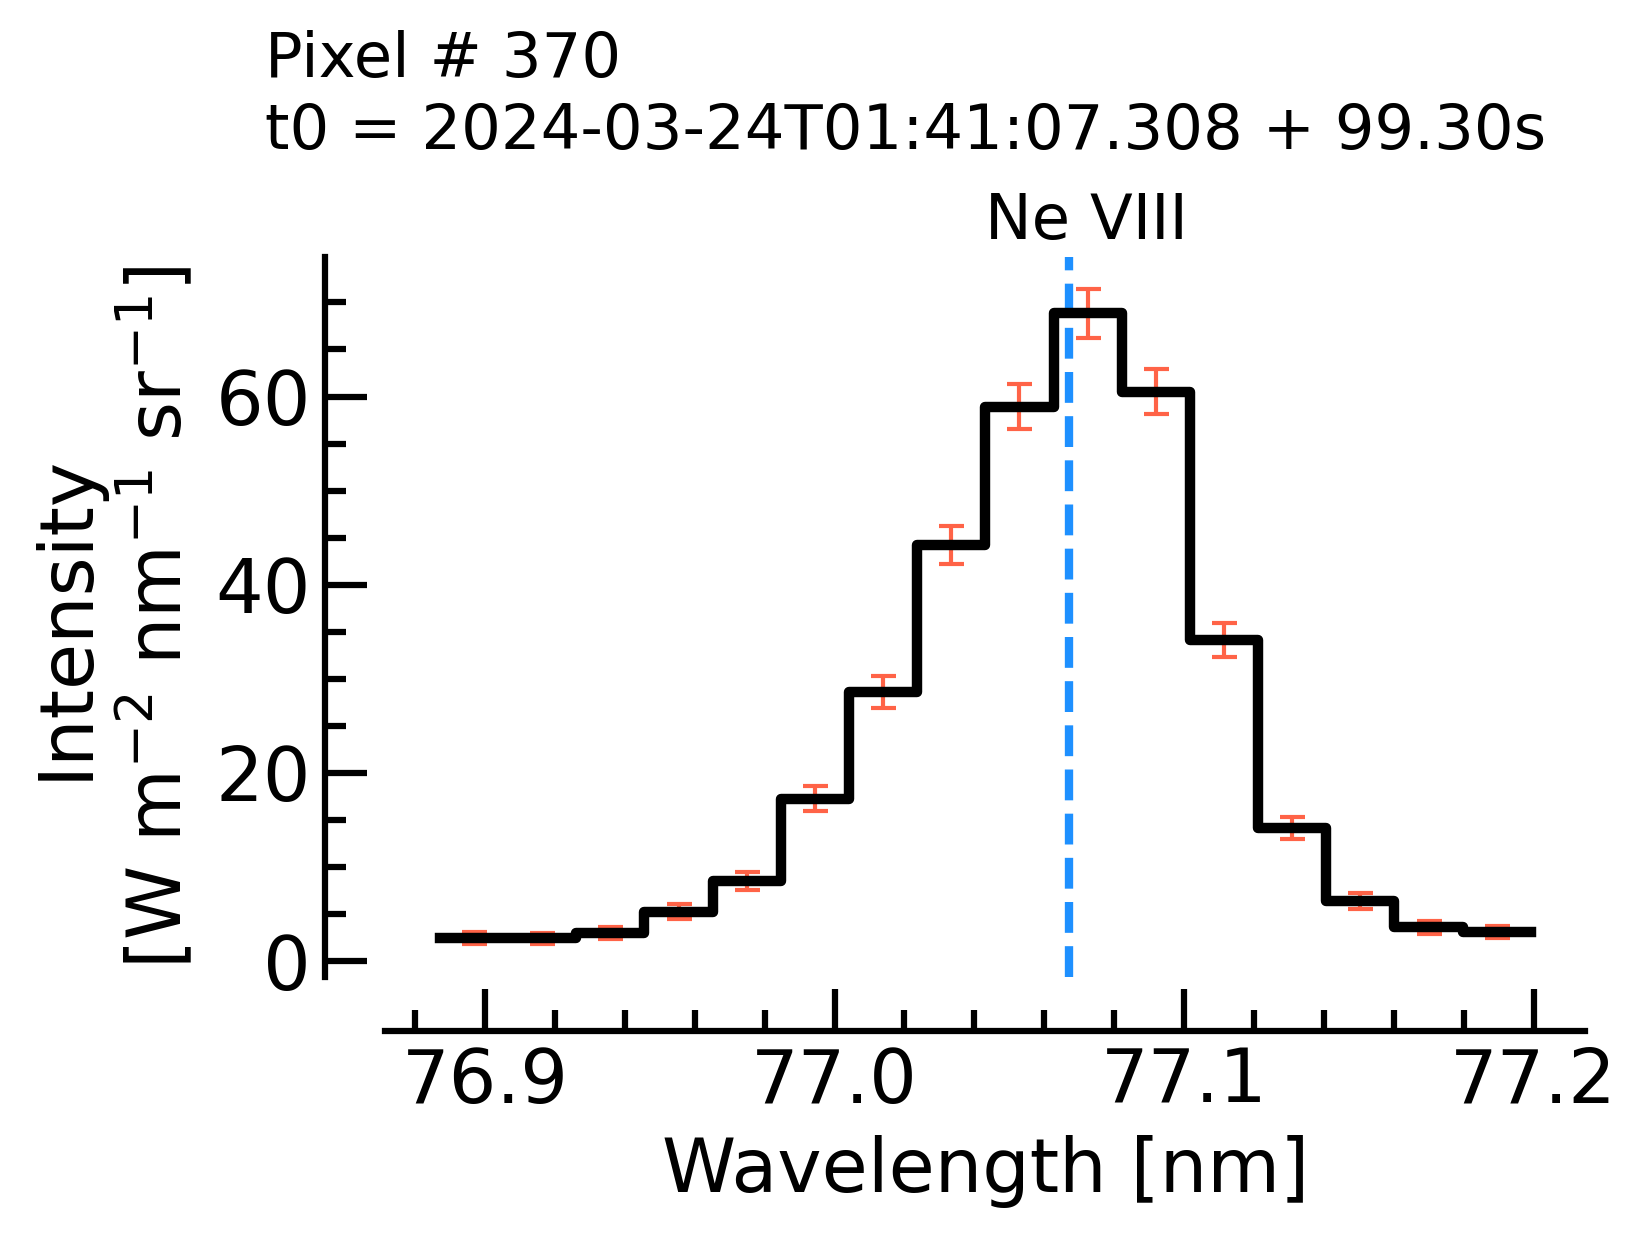 Pixel # 370
t0 = 2024-03-24T01:41:07.308 + 99.30s
Ne VIII
Intensity
[W m⁻² nm⁻¹ sr⁻¹]
60
40
20
0
76.9 77.0 77.1 77.2
Wavelength [nm]